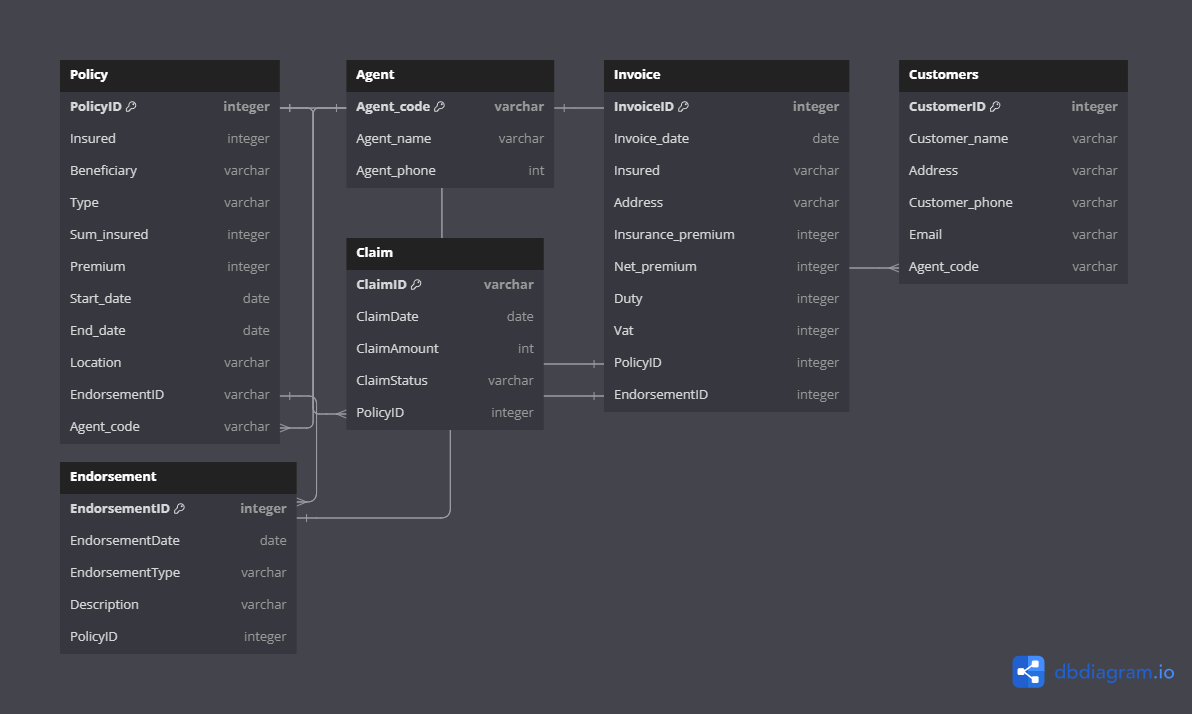 Policy
PolicyID integer
Insured integer
Beneficiary varchar
Type varchar
Sum_insured integer
Premium integer
Start_date date
End_date date
Location varchar
EndorsementID varchar
Agent_code varchar
Agent
Agent_code varchar
Agent_name varchar
Agent_phone int
Invoice
InvoiceID integer
Invoice_date date
Insured varchar
Address varchar
Insurance_premium integer
Net_premium integer
Duty integer
Vat integer
PolicyID integer
EndorsementID integer
Customers
CustomerID integer
Customer_name varchar
Address varchar
Customer_phone varchar
Email varchar
Agent_code varchar
Claim
ClaimID varchar
ClaimDate date
ClaimAmount int
ClaimStatus varchar
PolicyID integer
Endorsement
EndorsementID integer
EndorsementDate date
EndorsementType varchar
Description varchar
PolicyID integer
dbdiagram.io